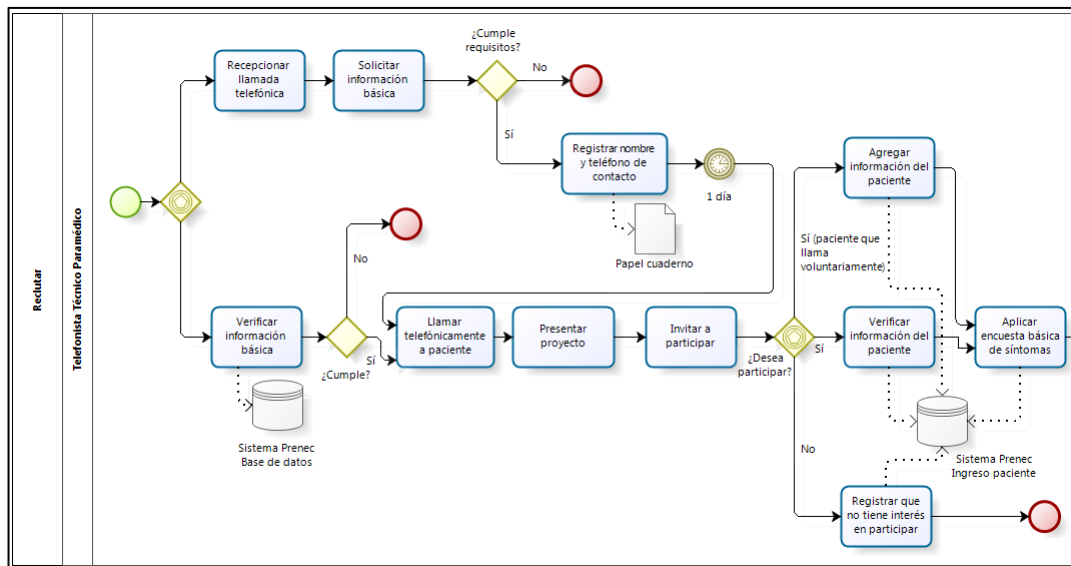 Reclutar
Telefonista Técnico Paramédico
Recepcionar
llamada
telefónica
Solicitar
información
básica
¿Cumple
requisitos?
No
Sí
Registrar nombre
y teléfono de
contacto
1 día
Papel cuaderno
Agregar
información del
paciente
Sí (paciente que
llama
voluntariamente)
No
Verificar
información
básica
Sí
¿Cumple?
Sistema Prenec
Base de datos
Llamar
telefónicamente
a paciente
Presentar
proyecto
Invitar a
participar
¿Desea
participar?
Sí
Verificar
información del
paciente
Aplicar
encuesta básica
de síntomas
Sistema Prenec
Ingreso paciente
No
Registrar que
no tiene interés
en participar